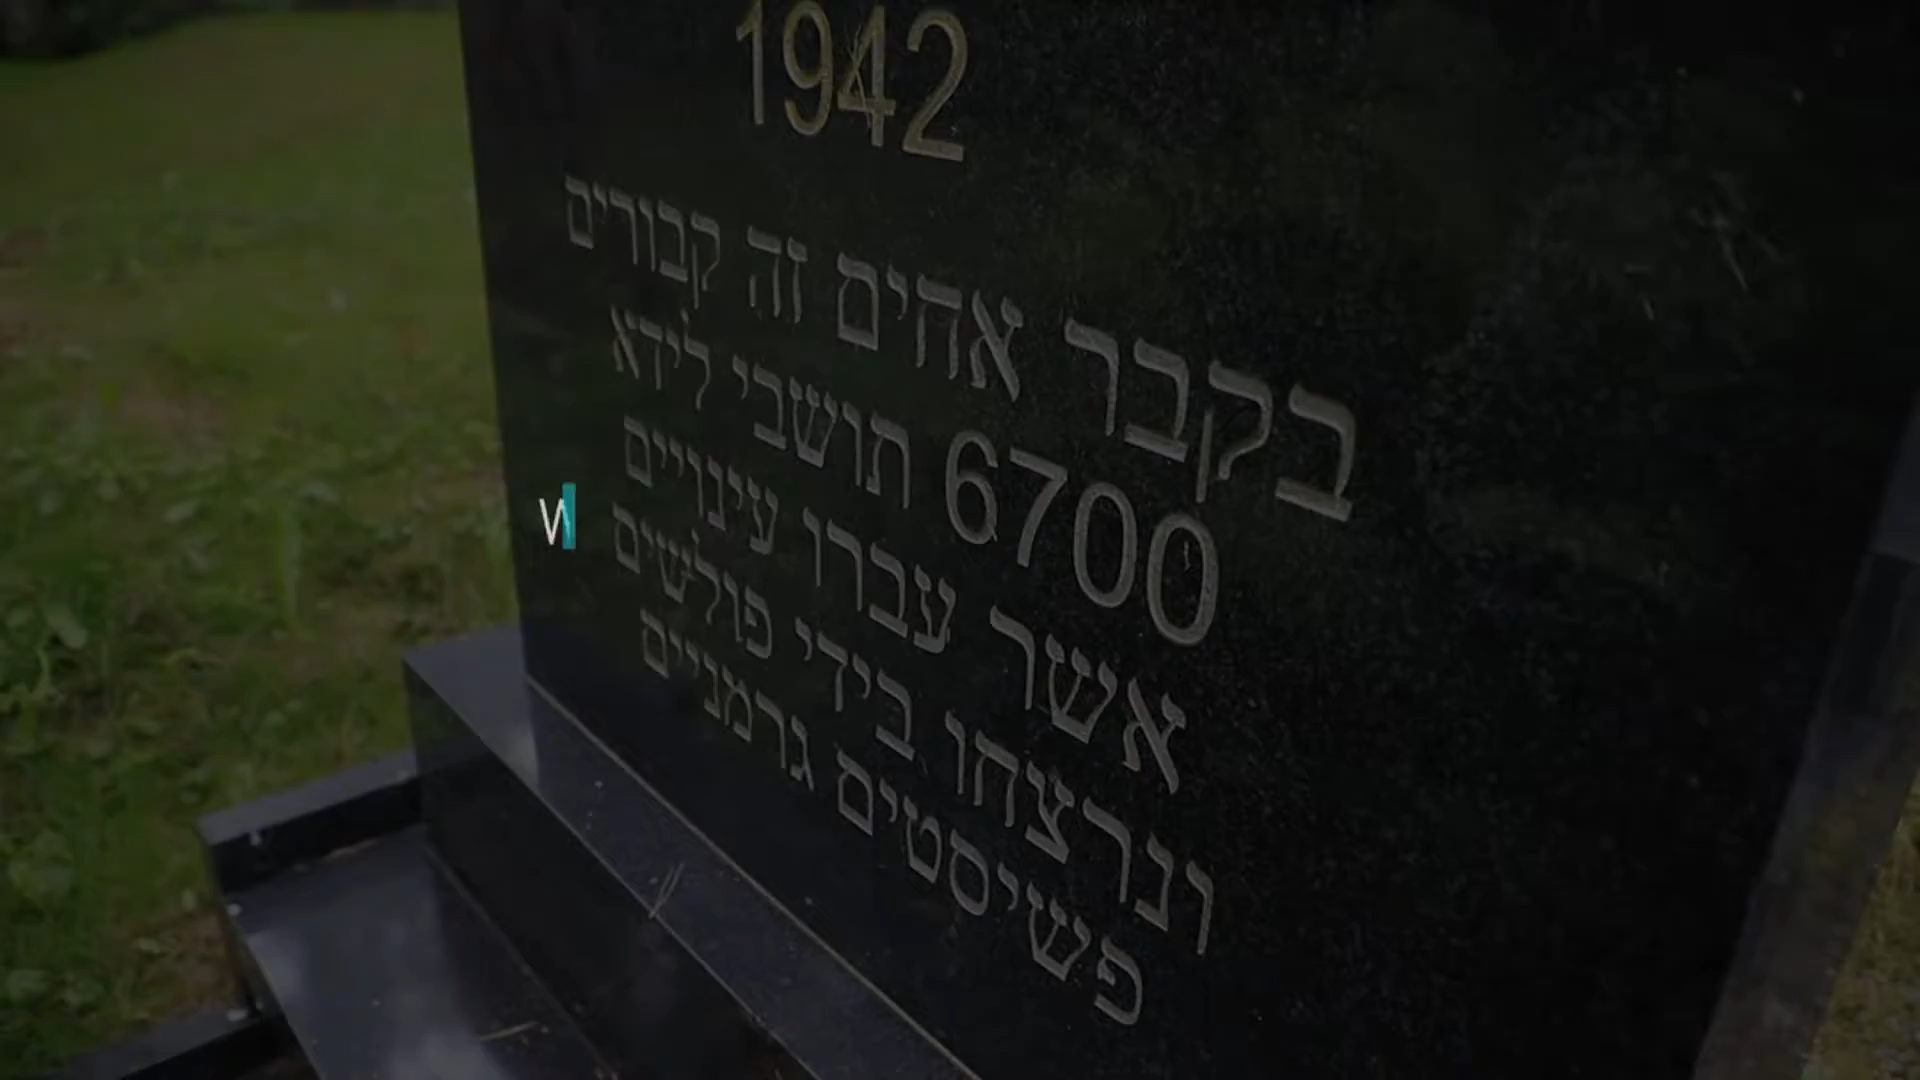 1942
בקבר אחים זה קבורים
6700 תושבי לידא
אשר עברו עינויים
ונרצחו בידי פולשים
פשיסטים גרמניים